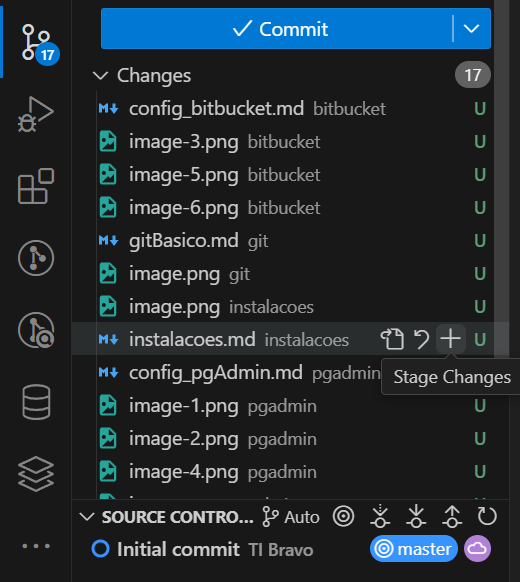 Commit
17
Changes 17
config_bitbucket.md bitbucket U
image-3.png bitbucket U
image-5.png bitbucket U
image-6.png bitbucket U
gitBasico.md git U
image.png git U
image.png instalacoes U
instalacoes.md instalacoes U
config_pgAdmin.md pgadmin
Stage Changes
image-1.png pgadmin U
image-2.png pgadmin U
image-4.png pgadmin U
SOURCE CONTRO... Auto
Initial commit TI Bravo master